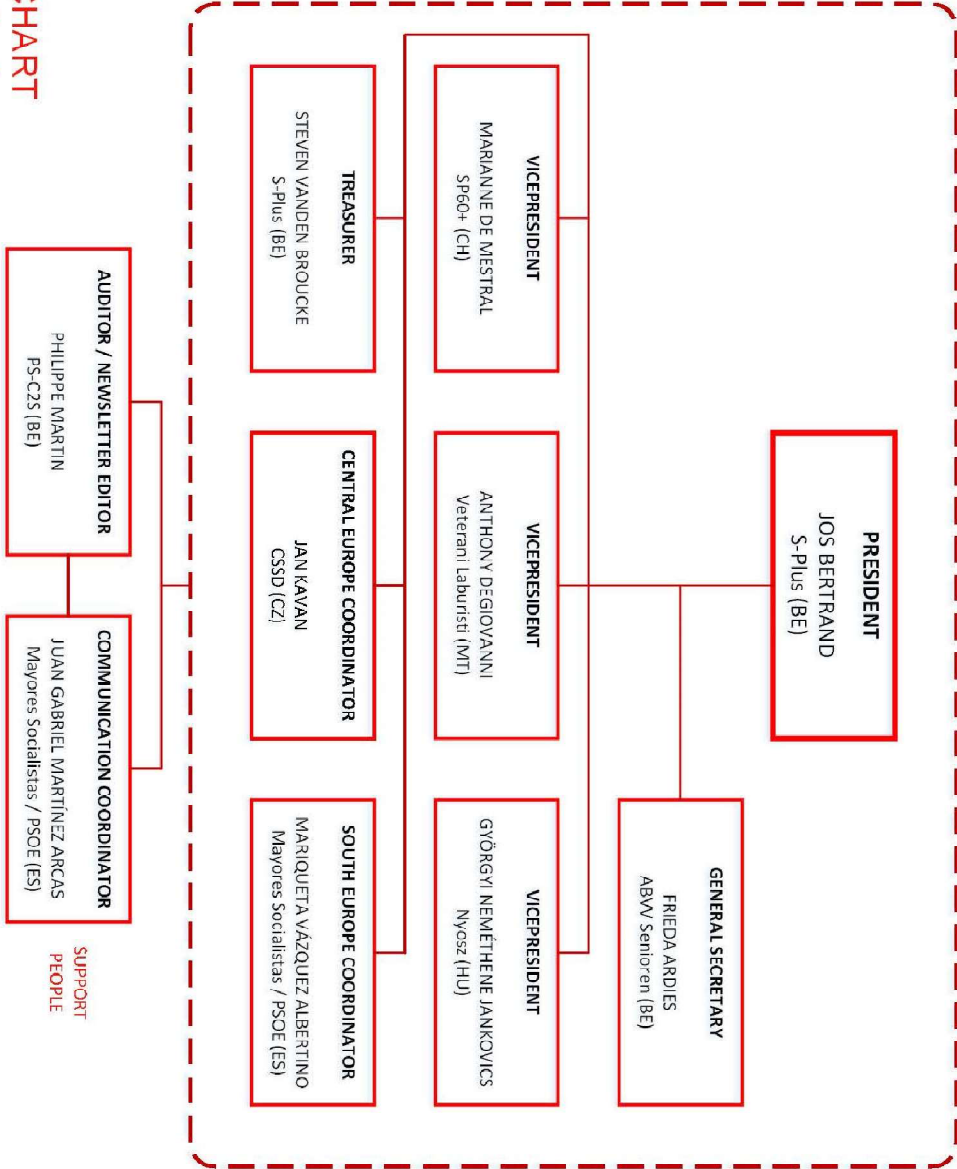 PRESIDENT
JOS BERTRAND
S-Plus (BE)
GENERAL SECRETARY
FRIEDA ARDIES
ABVV Senioren (BE)
VICEPRESIDENT
MARIANNE DE MESTRAL
SP60+ (CH)
VICEPRESIDENT
ANTHONY DEGIOVANNI
Veterani Laburisti (MT)
VICEPRESIDENT
GYÖRGYI NEMÉTHENE JANKOVICS
Nyosz (HU)
TREASURER
STEVEN VANDEN BROUCKE
S-Plus (BE)
CENTRAL EUROPE COORDINATOR
JAN KAVAN
CSSD (CZ)
SOUTH EUROPE COORDINATOR
MARIQUETA VÁZQUEZ ALBERTINO
Mayores Socialistas / PSOE (ES)
AUDITOR / NEWSLETTER EDITOR
PHILIPPE MARTIN
PS-C2S (BE)
COMMUNICATION COORDINATOR
JUAN GABRIEL MARTÍNEZ ARCAS
Mayores Socialistas / PSOE (ES)
SUPPORT
PEOPLE
CHART